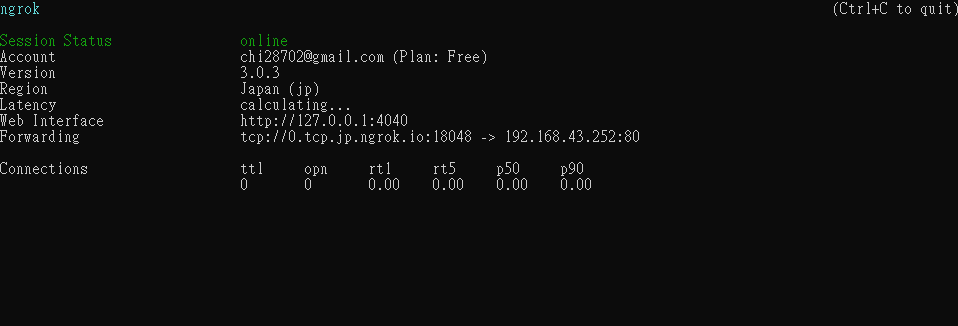 ngrok (Ctrl+C to quit)
Session Status online
Account chi28702@gmail.com (Plan: Free)
Version 3.0.3
Region Japan (jp)
Latency calculating...
Web Interface http://127.0.0.1:4040
Forwarding tcp://0.tcp.jp.ngrok.io:18048 -> 192.168.43.252:80
Connections ttl opn rt1 rt5 p50 p90
0 0 0.00 0.00 0.00 0.00